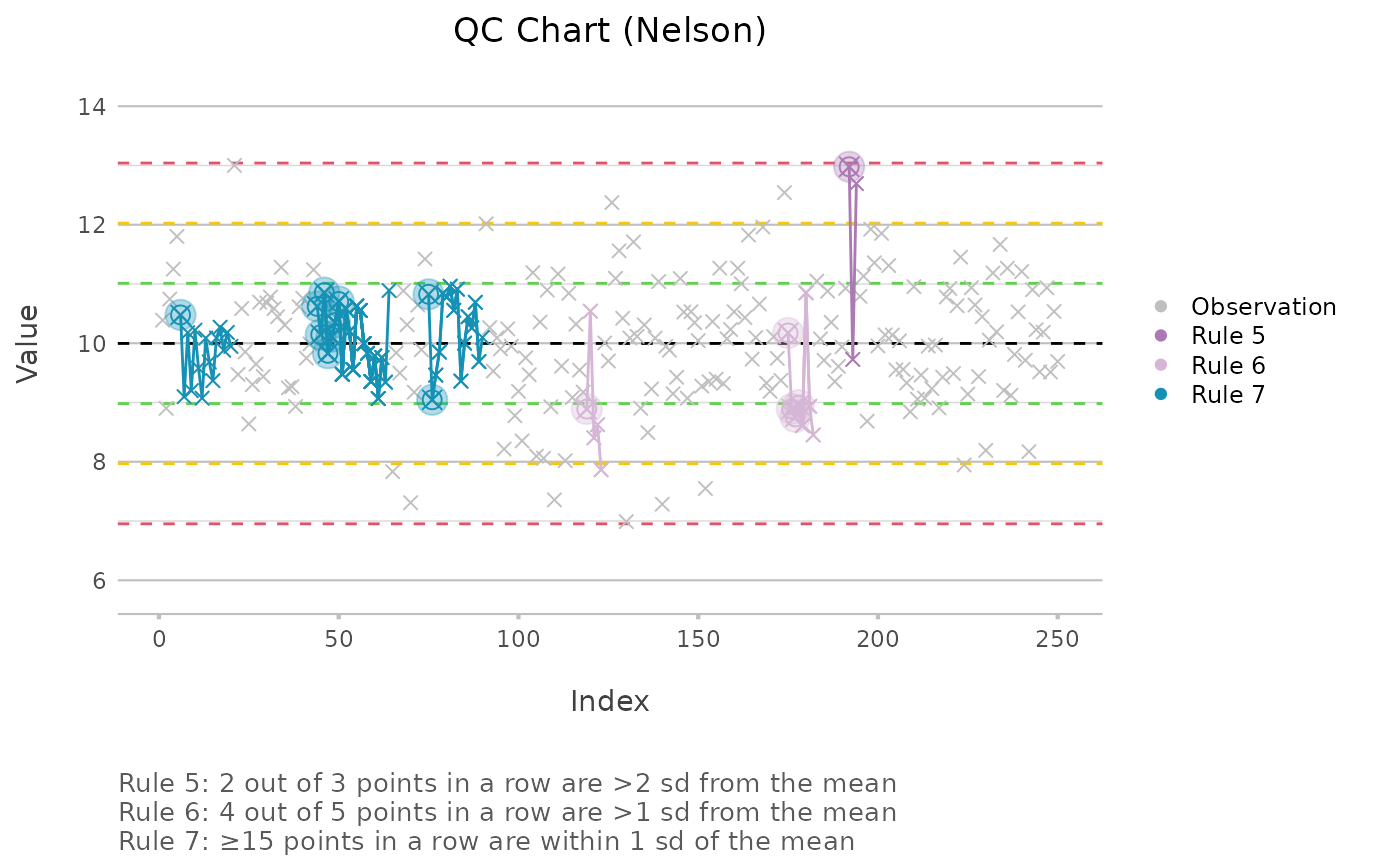 QC Chart (Nelson)
14
12
10
8
6
Value
0 50 100 150 200 250
Index
Observation
Rule 5
Rule 6
Rule 7
Rule 5: 2 out of 3 points in a row are >2 sd from the mean
Rule 6: 4 out of 5 points in a row are >1 sd from the mean
Rule 7: ≥15 points in a row are within 1 sd of the mean